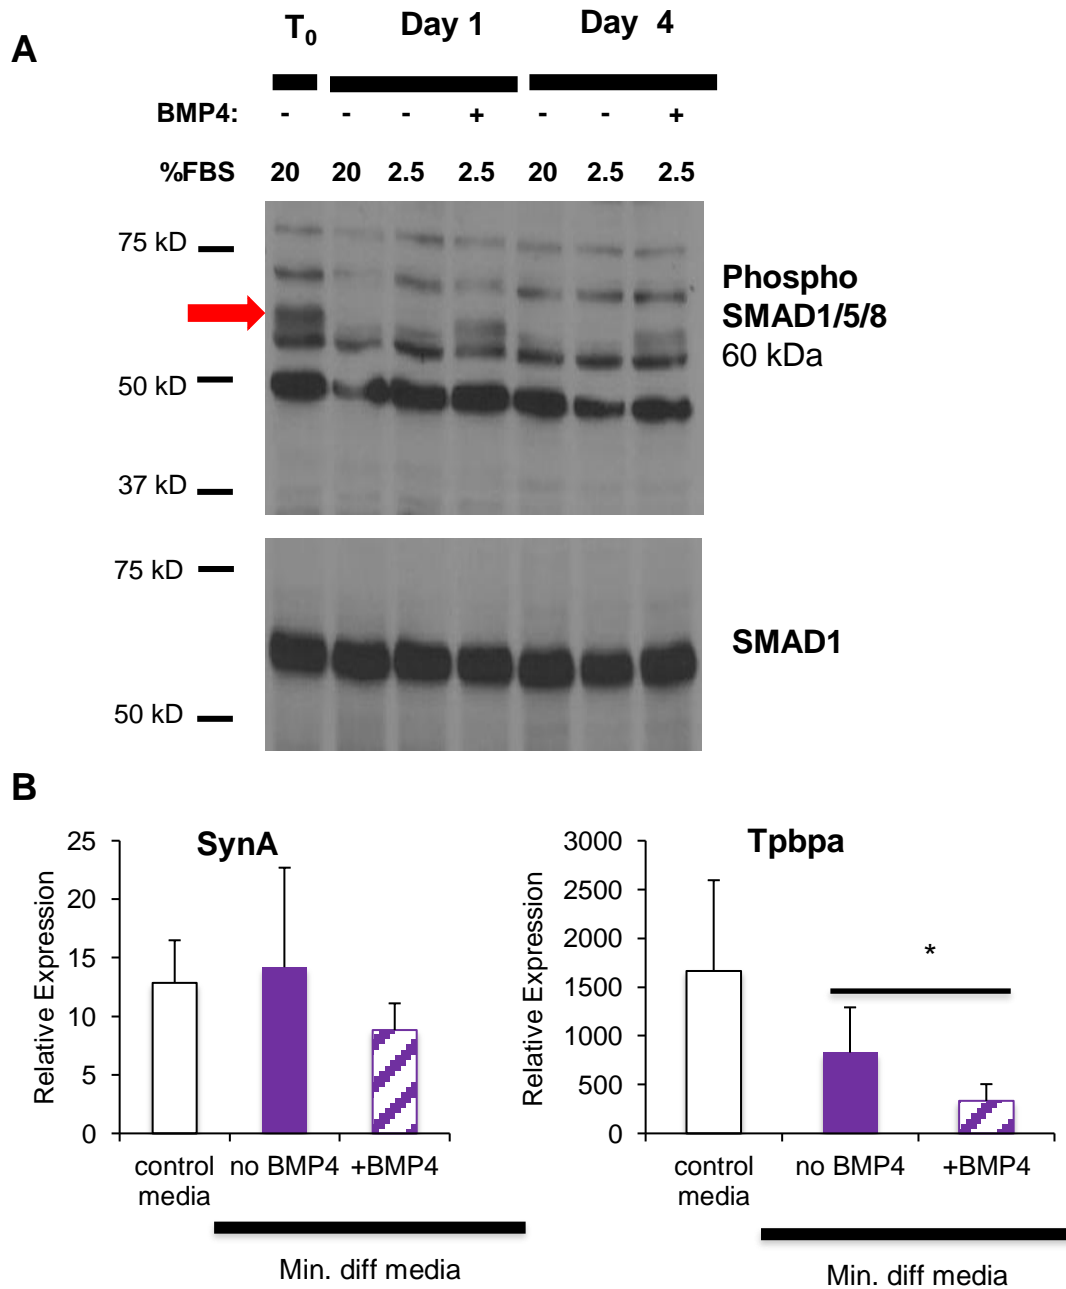 A
T0 Day 1 Day 4
BMP4: - - - + - - +
%FBS 20 20 2.5 2.5 20 2.5 2.5
75 kD
50 kD
37 kD
Phospho
SMAD1/5/8
60 kDa
75 kD
50 kD
SMAD1
B
SynA
25
20
15
10
5
0
Relative Expression
control
media
no BMP4
+BMP4
Min. diff media
Tpbpa
3000
2500
2000
1500
1000
500
0
Relative Expression
*
control
media
no BMP4
+BMP4
Min. diff media